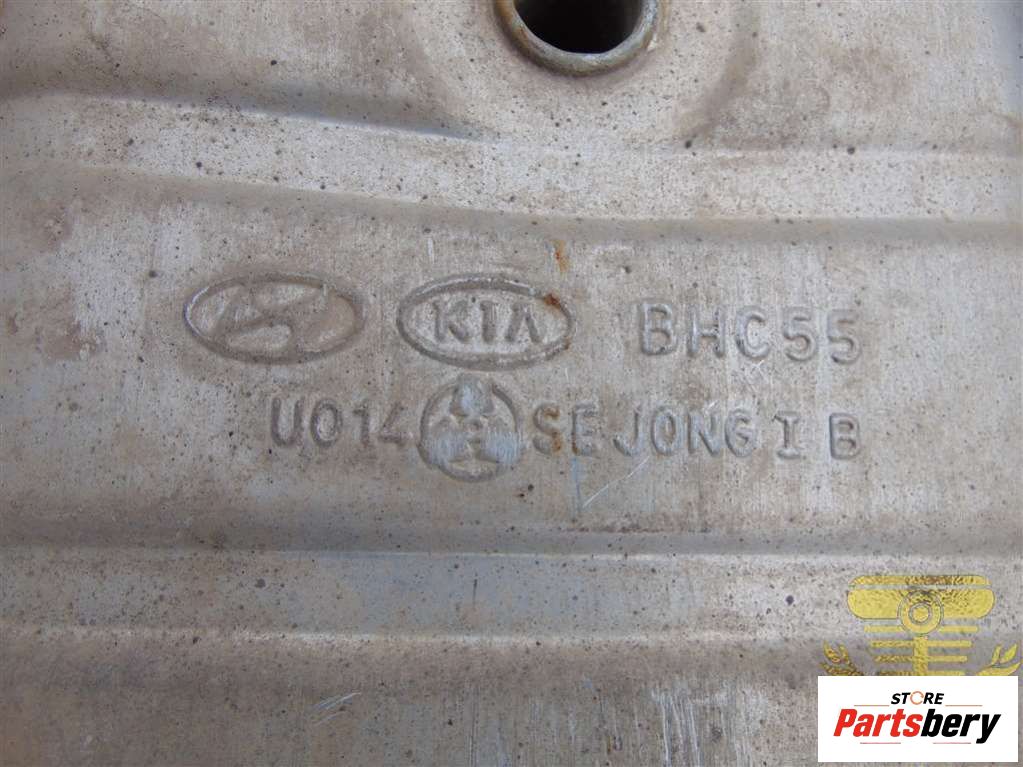 KIA BHC55
U014 SEJONG I B
STORE
Partsbery